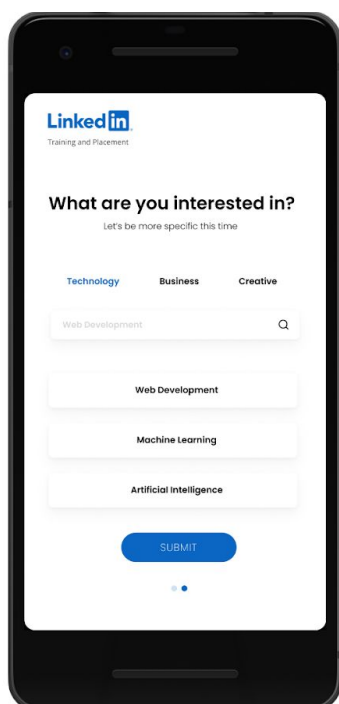 Linked in.
Training and Placement
What are you interested in?
Let's be more specific this time
Technology Business Creative
Web Development
Web Development
Machine Learning
Artificial Intelligence
SUBMIT